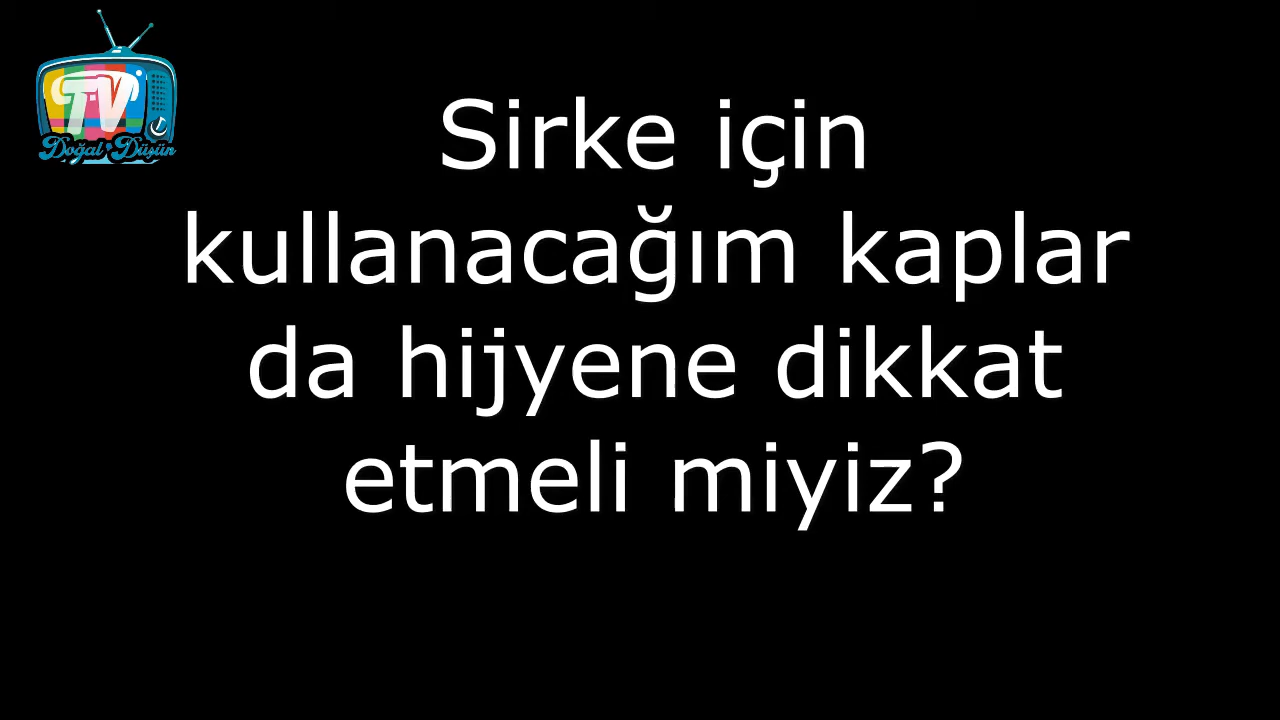 TV
Doğal Düşün
Sirke için
kullanacağım kaplar
da hijyene dikkat
etmeli miyiz?